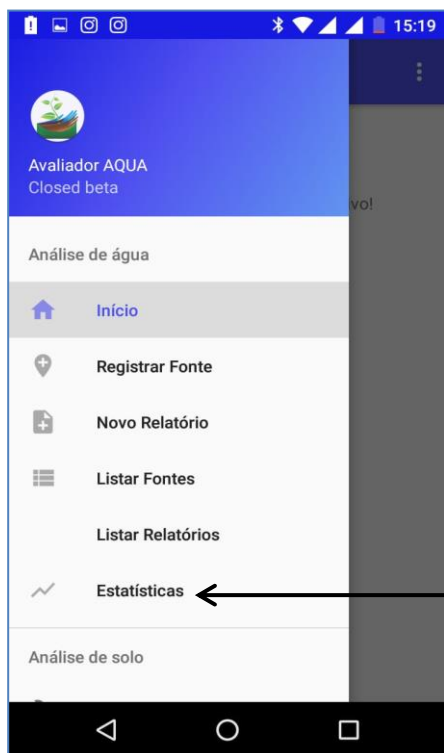 15:19
Avaliador AQUA
Closed beta
vo!
Análise de água
Início
Registrar Fonte
Novo Relatório
Listar Fontes
Listar Relatórios
Estatísticas
Análise de solo